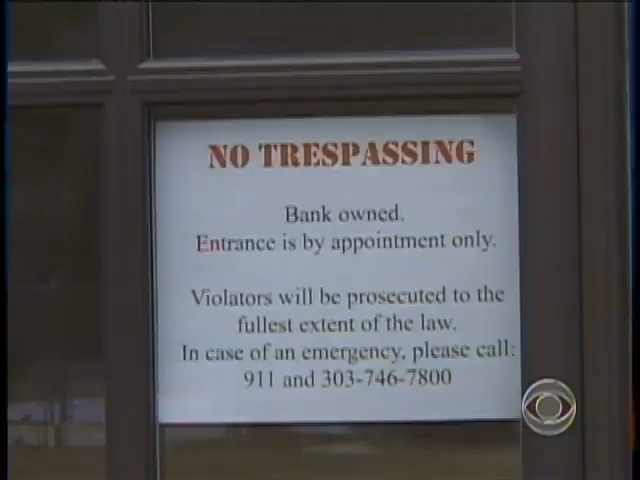 NO TRESPASSING
Bank owned.
Entrance is by appointment only.
Violators will be prosecuted to the
fullest extent of the law.
In case of an emergency, please call:
911 and 303-746-7800